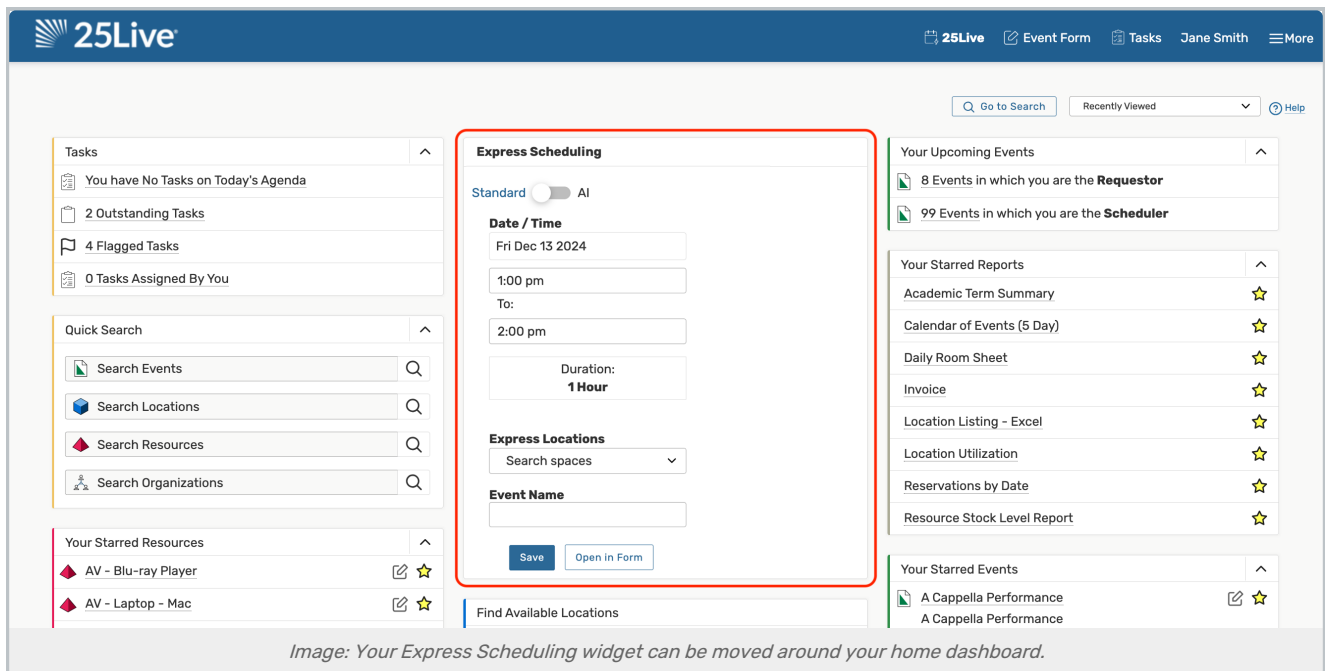 25Live
25Live
Event Form
Tasks
Jane Smith
More
Go to Search
Recently Viewed
Help
Tasks
You have No Tasks on Today's Agenda
2 Outstanding Tasks
4 Flagged Tasks
0 Tasks Assigned By You
Quick Search
Search Events
Search Locations
Search Resources
Search Organizations
Your Starred Resources
AV - Blu-ray Player
AV - Laptop - Mac
Express Scheduling
Standard AI
Date / Time
Fri Dec 13 2024
1:00 pm
To:
2:00 pm
Duration:
1 Hour
Express Locations
Search spaces
Event Name
Save
Open in Form
Find Available Locations
Your Upcoming Events
8 Events in which you are the Requestor
99 Events in which you are the Scheduler
Your Starred Reports
Academic Term Summary
Calendar of Events (5 Day)
Daily Room Sheet
Invoice
Location Listing - Excel
Location Utilization
Reservations by Date
Resource Stock Level Report
Your Starred Events
A Cappella Performance
A Cappella Performance
Image: Your Express Scheduling widget can be moved around your home dashboard.